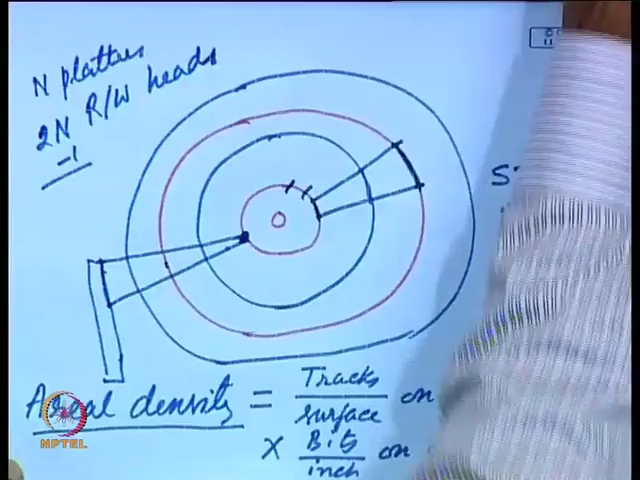 N platters
2N R/W heads
-1
Areal density = Tracks/surface on
× Bits/inch on
NPTEL